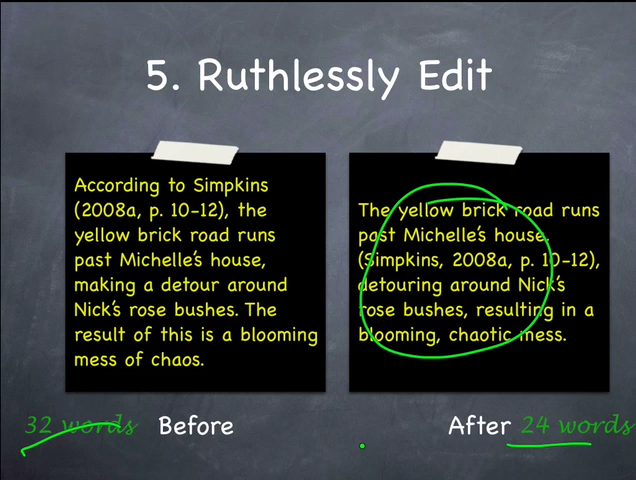 5. Ruthlessly Edit
According to Simpkins
(2008a, p. 10-12), the
yellow brick road runs
past Michelle's house,
making a detour around
Nick's rose bushes. The
result of this is a blooming
mess of chaos.
The yellow brick road runs
past Michelle's house,
(Simpkins, 2008a, p. 10-12),
detouring around Nick's
rose bushes, resulting in a
blooming, chaotic mess.
32 words Before
After 24 words